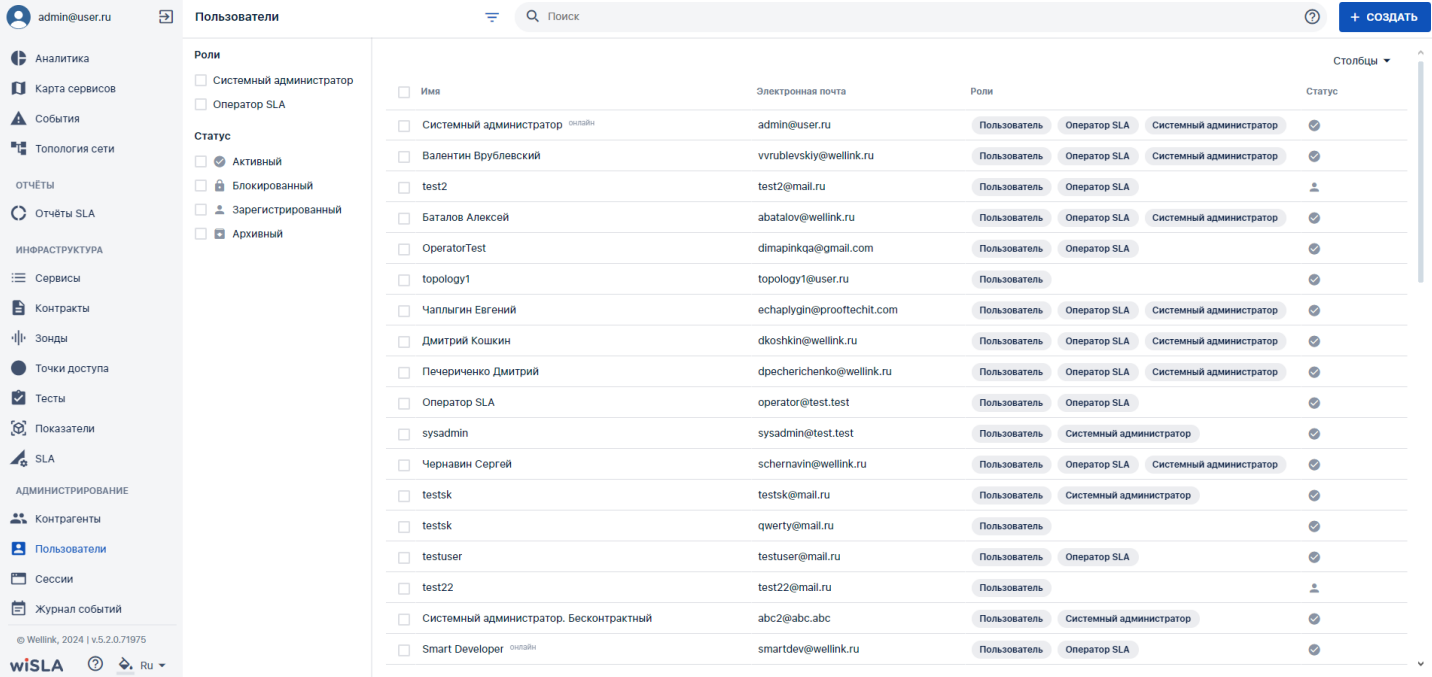 admin@user.ru
Аналитика
Карта сервисов
События
Топология сети
ОТЧЁТЫ
Отчёты SLA
ИНФРАСТРУКТУРА
Сервисы
Контракты
Зонды
Точки доступа
Тесты
Показатели
SLA
АДМИНИСТРИРОВАНИЕ
Контрагенты
Пользователи
Сессии
Журнал событий
© Wellink, 2024 | v.5.2.0.71975
wiSLA Ru
Пользователи
Поиск
+ СОЗДАТЬ
Роли
Системный администратор
Оператор SLA
Статус
Активный
Блокированный
Зарегистрированный
Архивный
Столбцы
Имя Электронная почта Роли Статус
Системный администратор онлайн admin@user.ru Пользователь Оператор SLA Системный администратор
Валентин Врублевский vvrublevskiy@wellink.ru Пользователь Оператор SLA Системный администратор
test2 test2@mail.ru Пользователь Оператор SLA
Баталов Алексей abatalov@wellink.ru Пользователь Оператор SLA Системный администратор
OperatorTest dimapinkqa@gmail.com Пользователь Оператор SLA
topology1 topology1@user.ru Пользователь
Чаплыгин Евгений echaplygin@prooftechit.com Пользователь Оператор SLA Системный администратор
Дмитрий Кошкин dkoshkin@wellink.ru Пользователь Оператор SLA Системный администратор
Печериченко Дмитрий dpecherichenko@wellink.ru Пользователь Оператор SLA Системный администратор
Оператор SLA operator@test.test Пользователь Оператор SLA
sysadmin sysadmin@test.test Пользователь Системный администратор
Чернавин Сергей schernavin@wellink.ru Пользователь Оператор SLA Системный администратор
testsk testsk@mail.ru Пользователь Системный администратор
testsk qwerty@mail.ru Пользователь
testuser testuser@mail.ru Пользователь Оператор SLA
test22 test22@mail.ru Пользователь
Системный администратор. Бесконтрактный abc2@abc.abc Пользователь Системный администратор
Smart Developer онлайн smartdev@wellink.ru Пользователь Оператор SLA